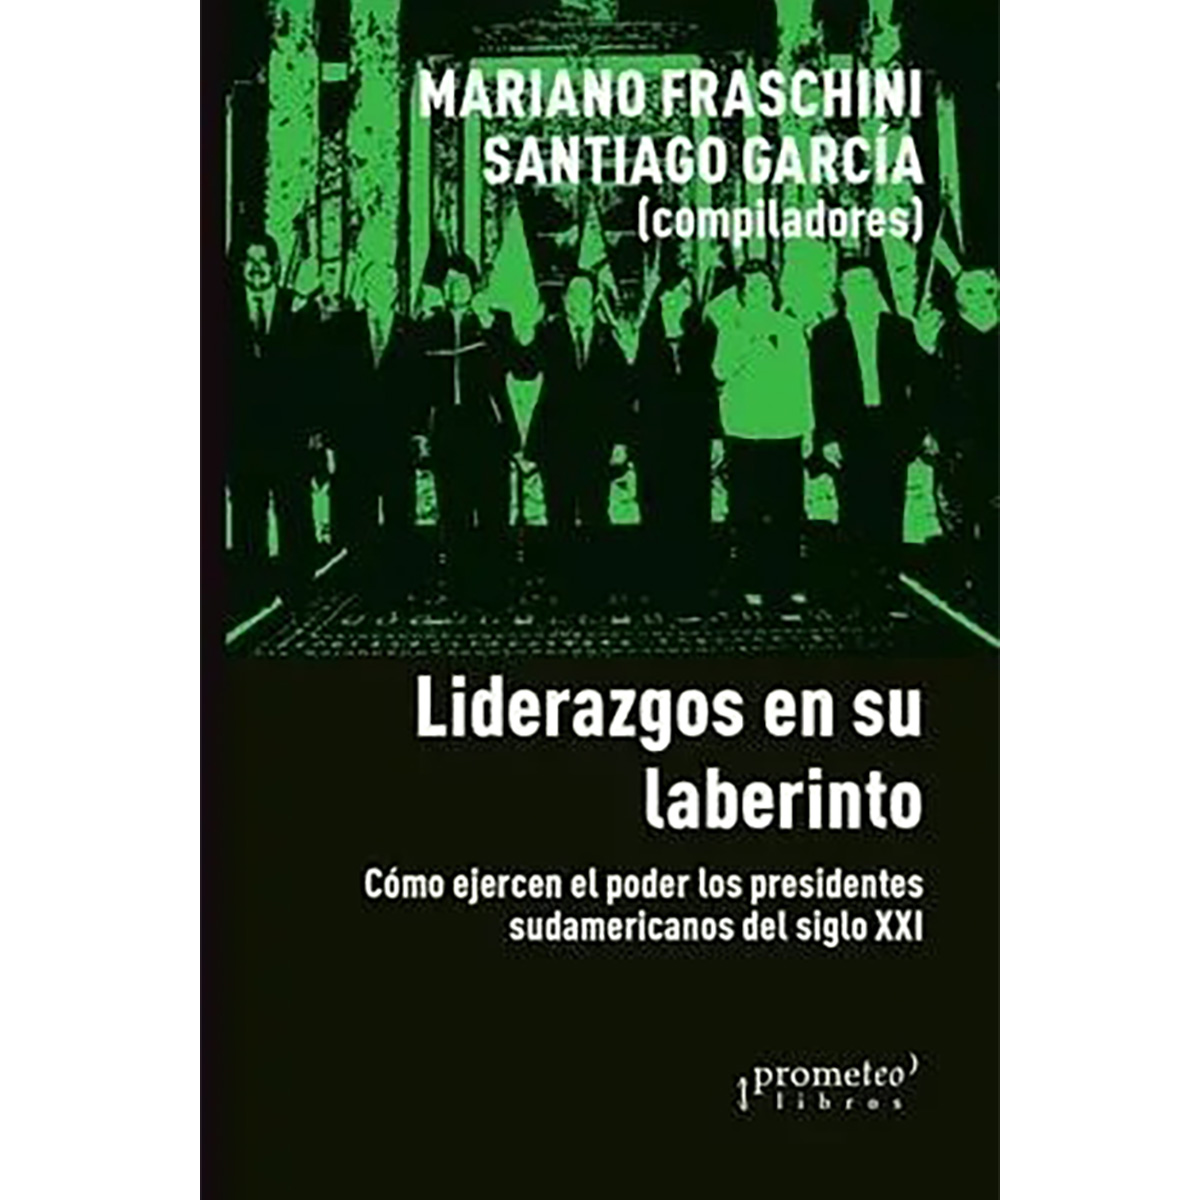 MARIANO FRASCHINI
SANTIAGO GARCÍA
(compiladores)
Liderazgos en su
laberinto
Cómo ejercen el poder los presidentes
sudamericanos del siglo XXI
prometeo
libros